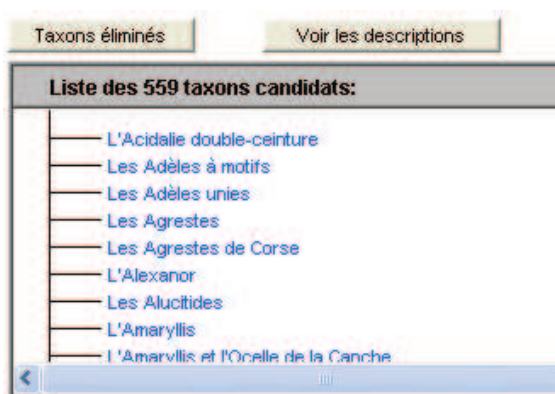 Taxons éliminés Voir les descriptions
Liste des 559 taxons candidats:
L'Acidalie double-ceinture
Les Adèles à motifs
Les Adèles unies
Les Agrestes
Les Agrestes de Corse
L'Alexanor
Les Alucitides
L'Amaryllis
L'Amaryllis et l'Ocelle de la Canche